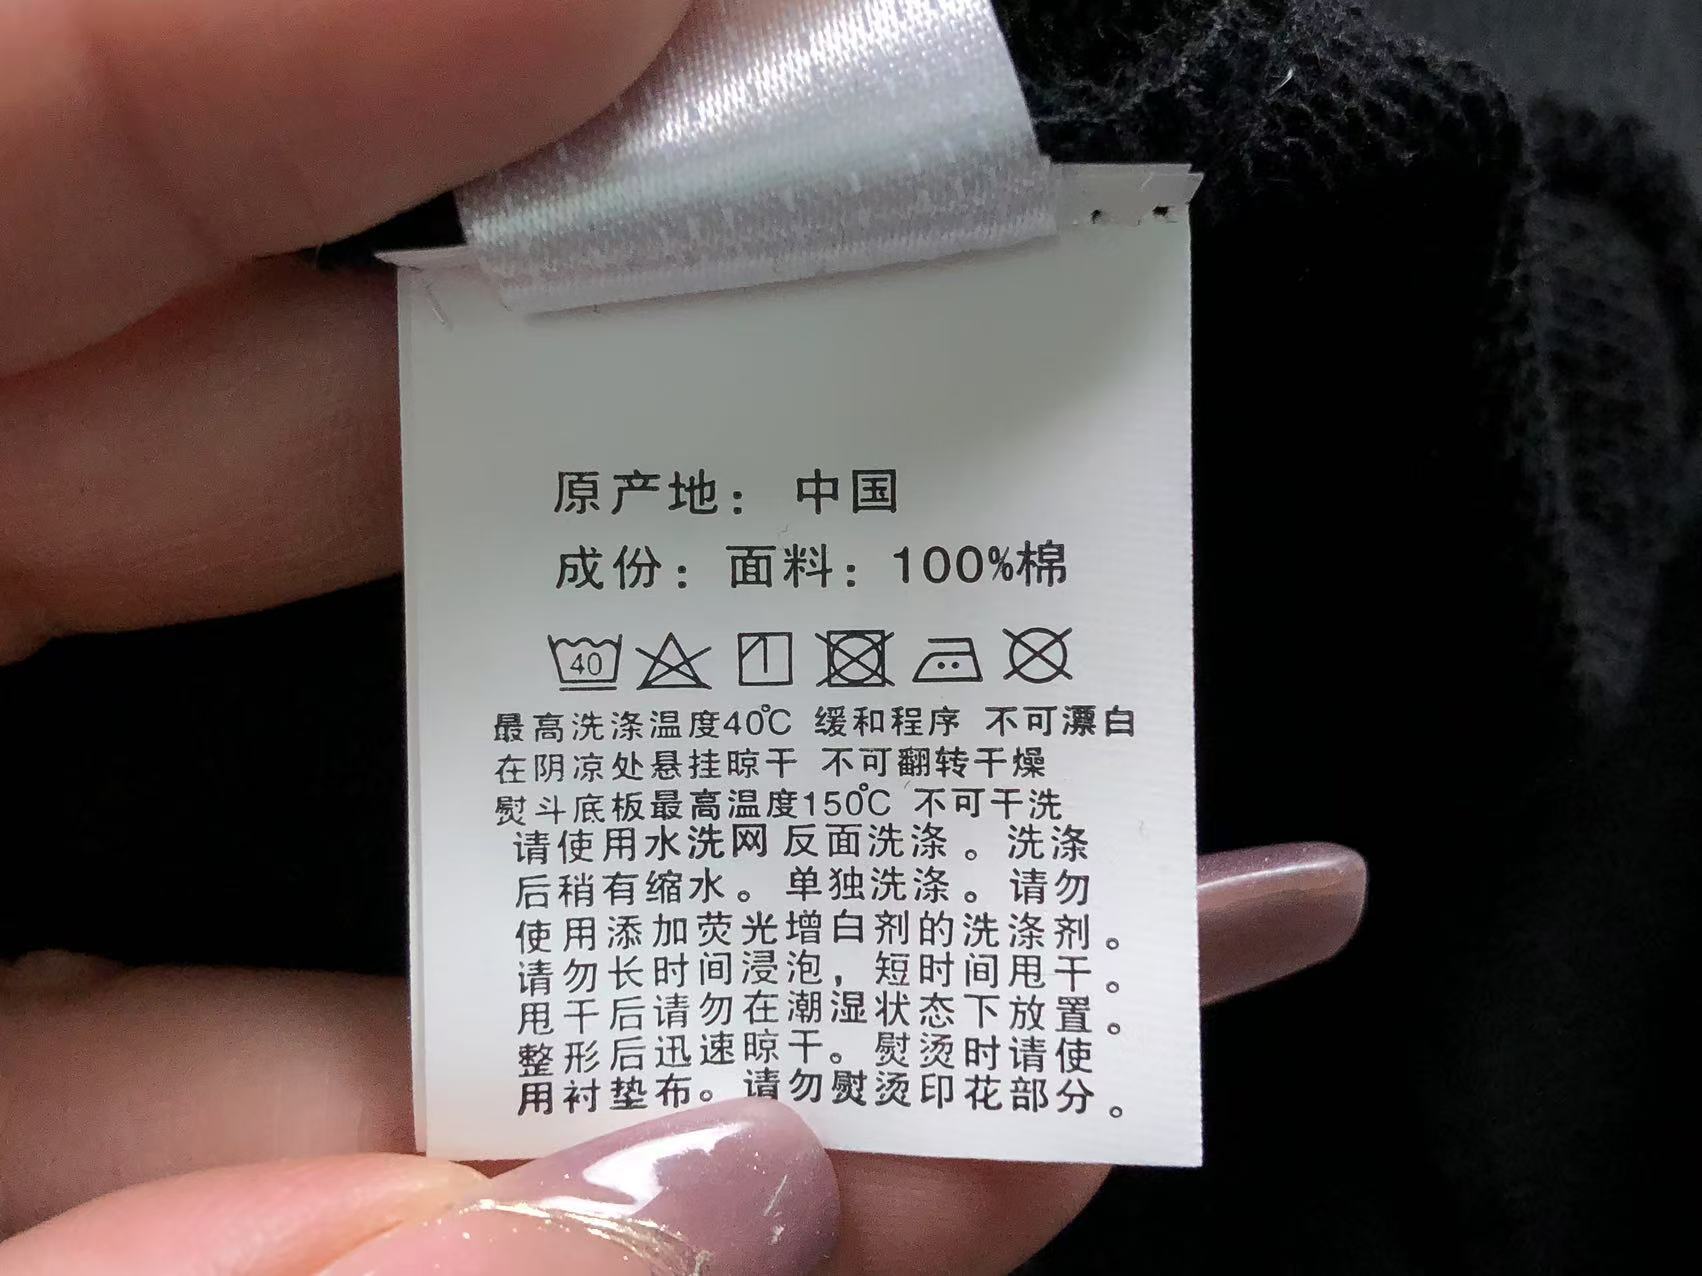 原产地：中国
成份：面料：100%棉
40
最高洗涤温度40℃ 缓和程序 不可漂白
在阴凉处悬挂晾干 不可翻转干燥
熨斗底板最高温度150℃ 不可干洗
请使用水洗网反面洗涤。洗涤
后稍有缩水。单独洗涤。请勿
使用添加荧光增白剂的洗涤剂。
请勿长时间浸泡，短时间甩干。
甩干后请勿在潮湿状态下放置。
整形后迅速晾干。熨烫时请使
用衬垫布。请勿熨烫印花部分。